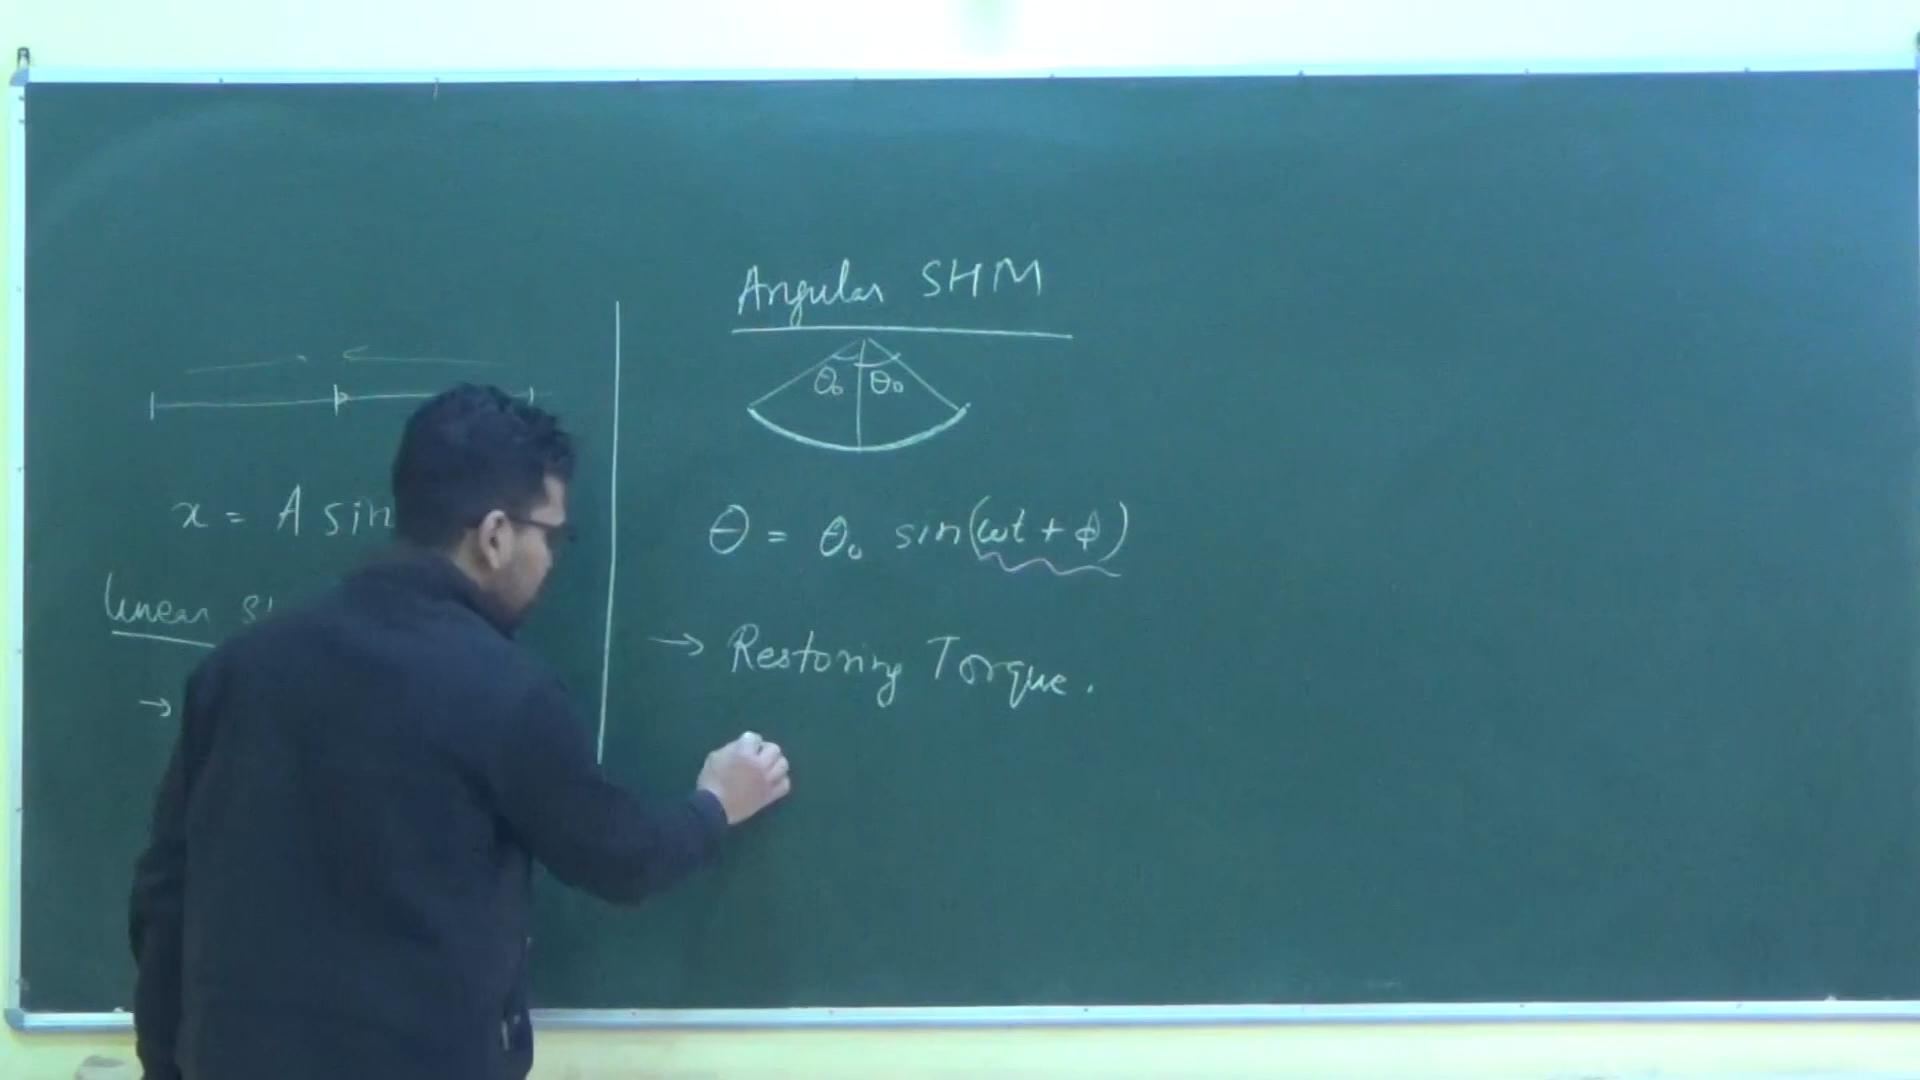 x = A sin
linear
→
Angular SHM
θ₀ θ₀
θ = θ₀ sin(ωt + φ)
→ Restoring Torque.